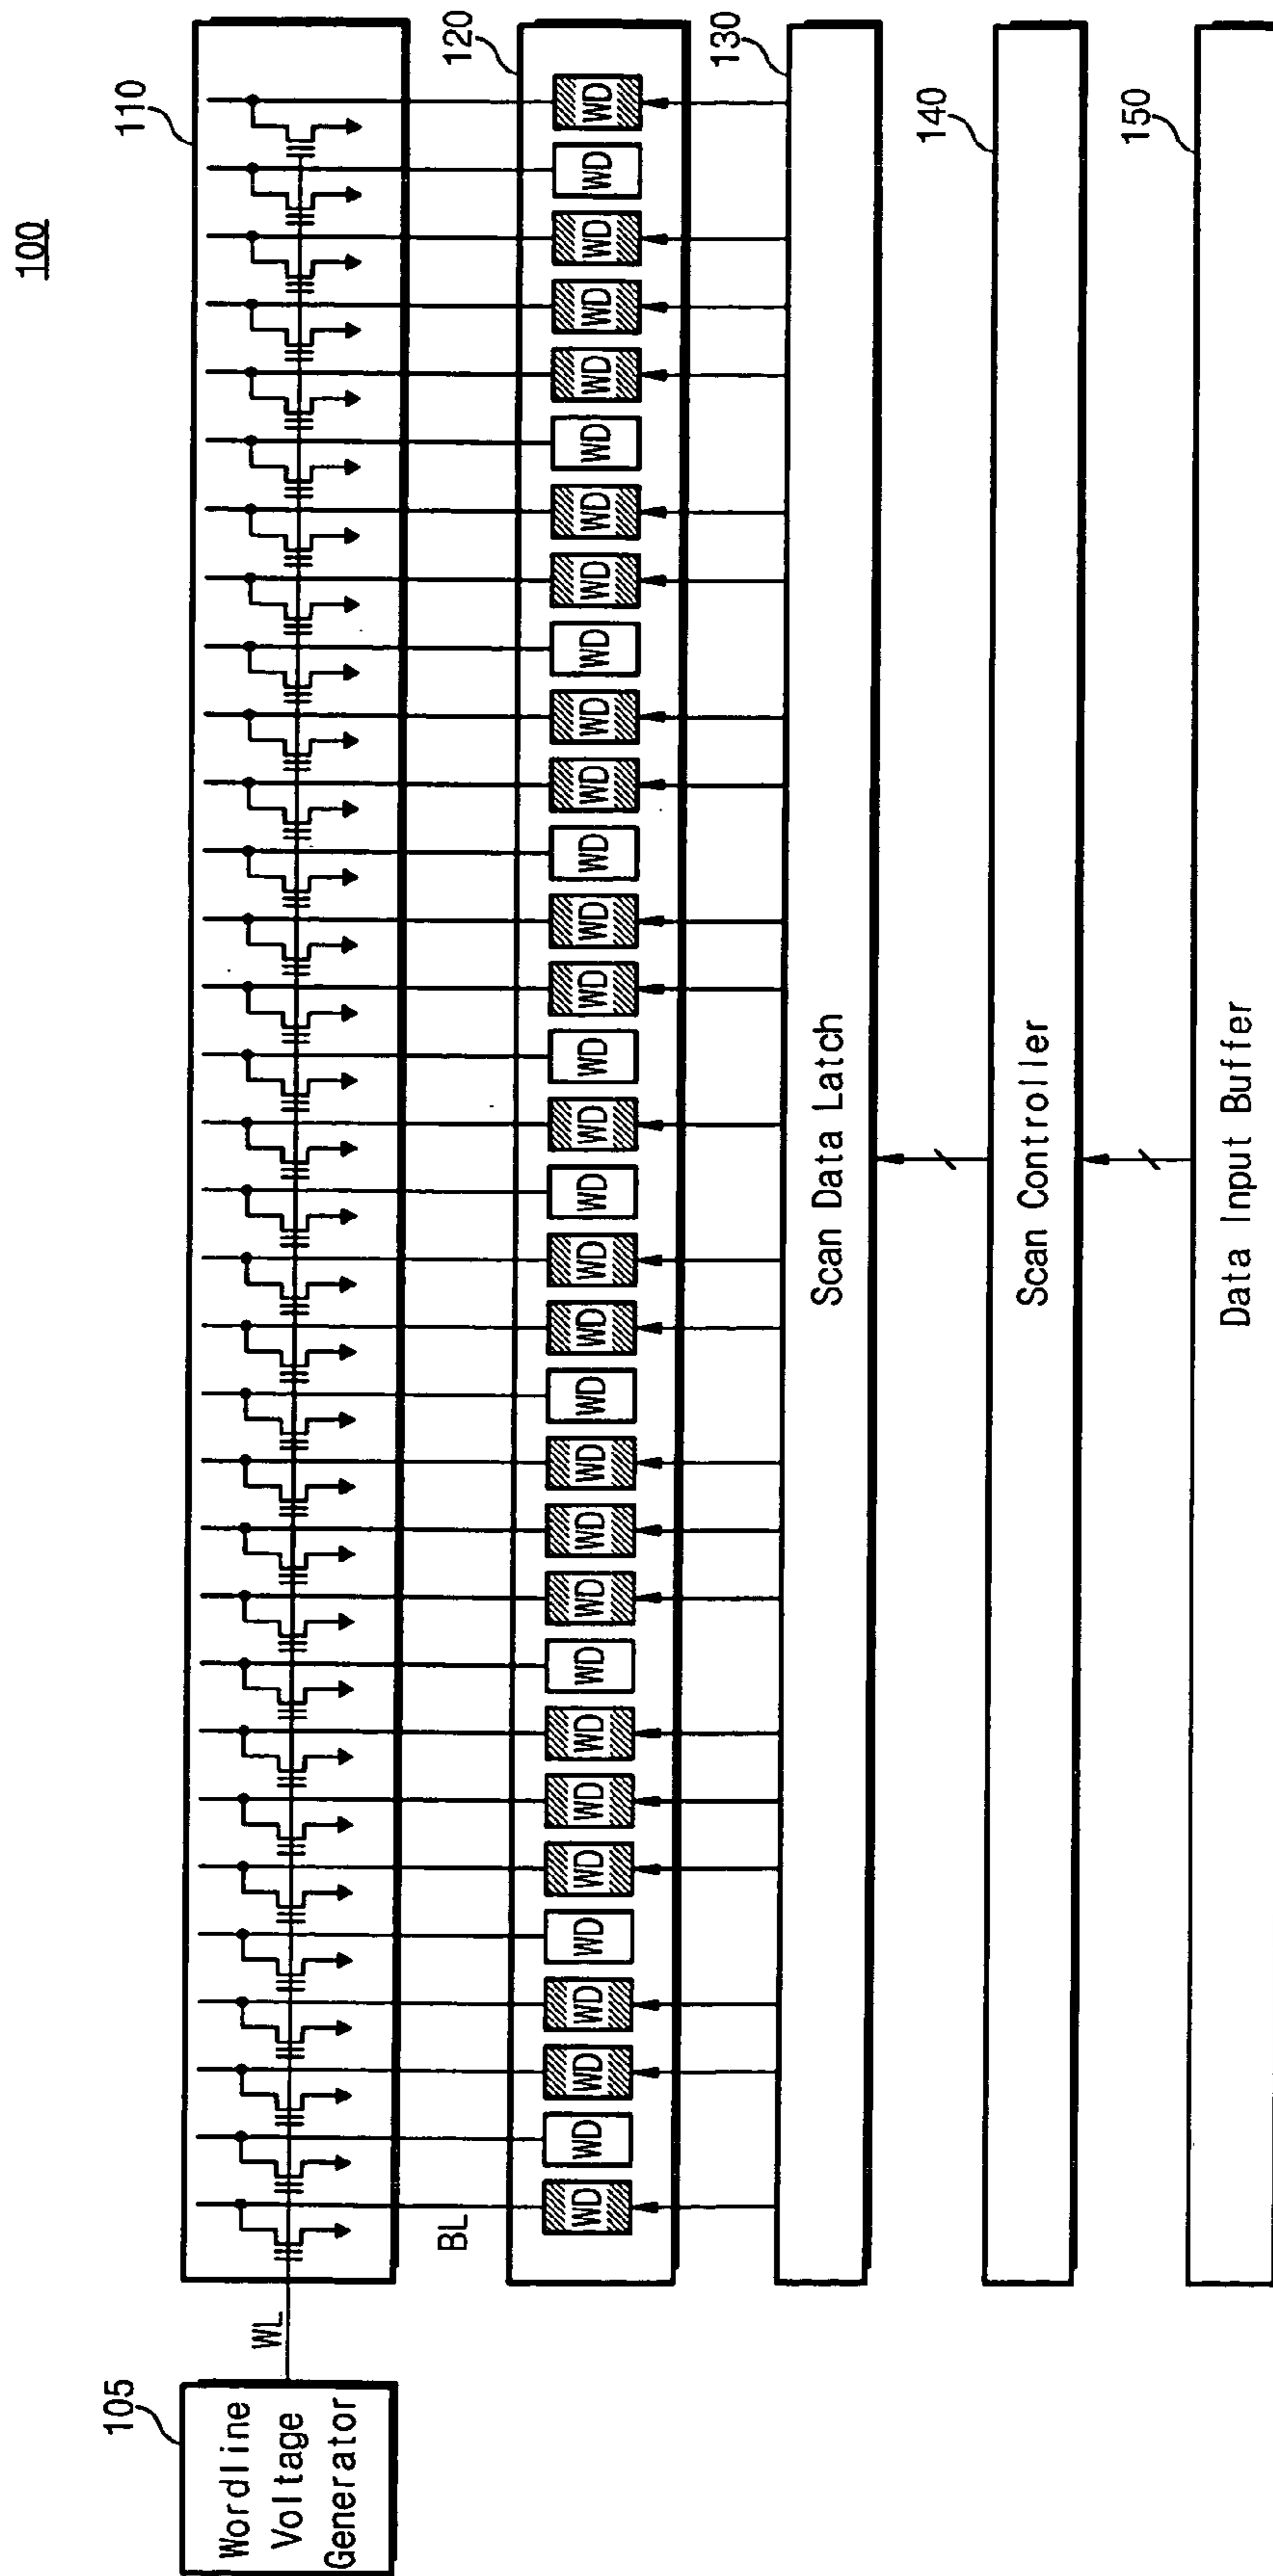 100
105
110
Wordline
Voltage
Generator
WL
BL
120
WD WD WD WD WD WD WD WD WD WD WD WD WD WD WD WD WD WD WD WD WD WD WD WD WD WD WD WD WD WD WD WD
130
Scan Data Latch
140
Scan Controller
150
Data Input Buffer